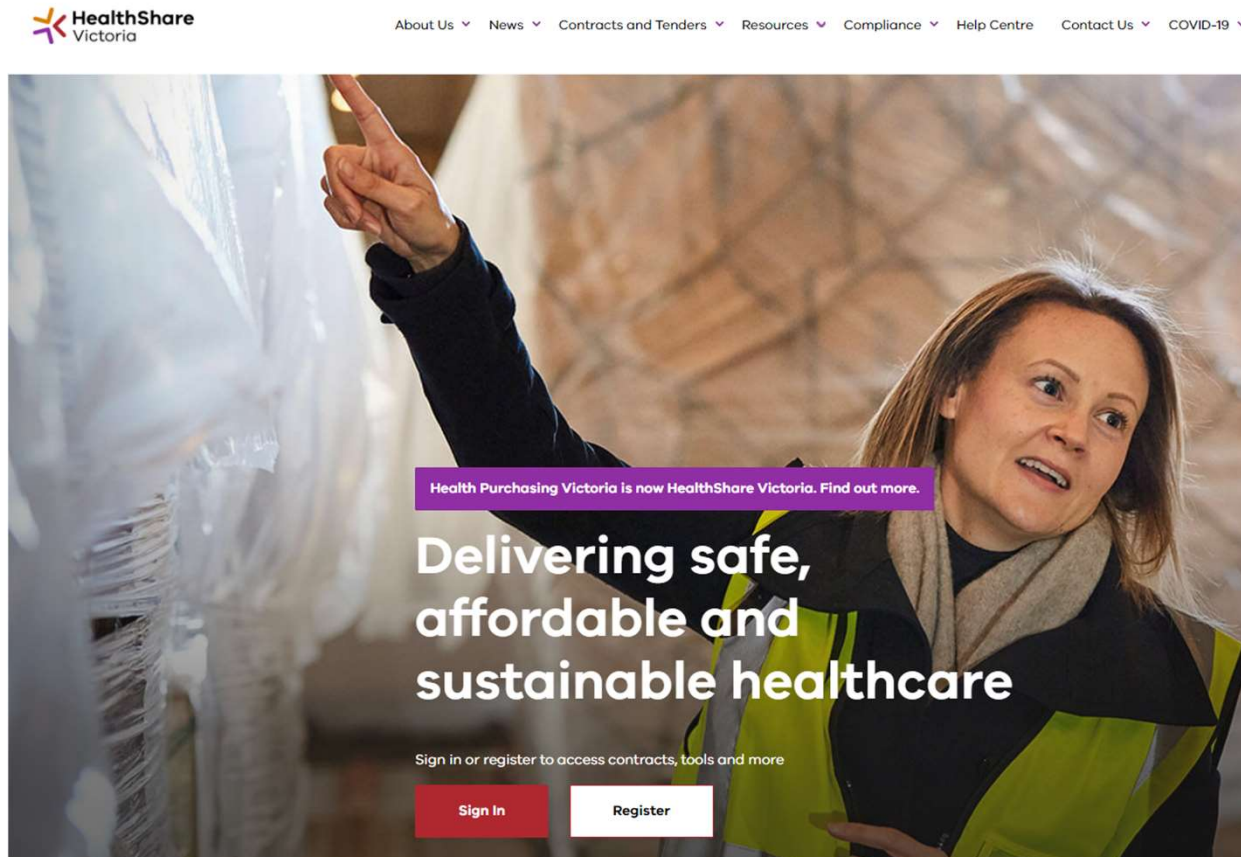 HealthShare
Victoria
About Us News Contracts and Tenders Resources Compliance Help Centre Contact Us COVID-19
Health Purchasing Victoria is now HealthShare Victoria. Find out more.
Delivering safe,
affordable and
sustainable healthcare
Sign in or register to access contracts, tools and more
Sign In Register